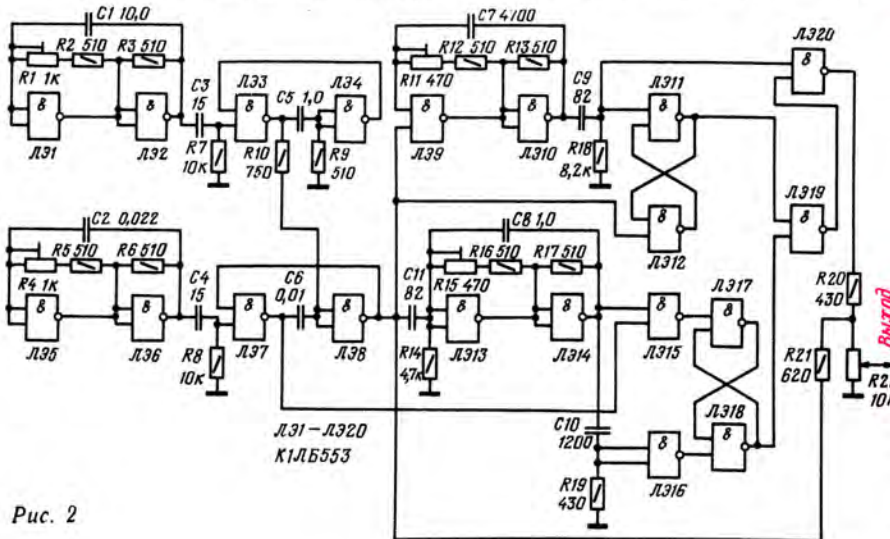 C1 10,0
R2 510
R3 510
R1 1к
&
ЛЭ1
&
ЛЭ2
C3
15
R7
10к
&
ЛЭ3
C5 1,0
R10
750
&
ЛЭ4
R9
510
C7 4700
R12 510
R13 510
R11 470
&
ЛЭ9
&
ЛЭ10
C9
82
R18
8,2к
&
ЛЭ11
&
ЛЭ12
&
ЛЭ20
&
ЛЭ19
C2 0,022
R5 510
R6 510
R4 1к
&
ЛЭ5
&
ЛЭ6
C4
15
R8
10к
&
ЛЭ7
C6
0,01
&
ЛЭ8
C11
82
R14
4,7к
C8 1,0
R16 510
R17 510
R15 470
&
ЛЭ13
&
ЛЭ14
&
ЛЭ15
ЛЭ17
&
ЛЭ18
&
C10
1200
R19
430
&
ЛЭ16
R20
430
R21
620
Выход
ЛЭ1–ЛЭ20
К1ЛБ553
Рис. 2